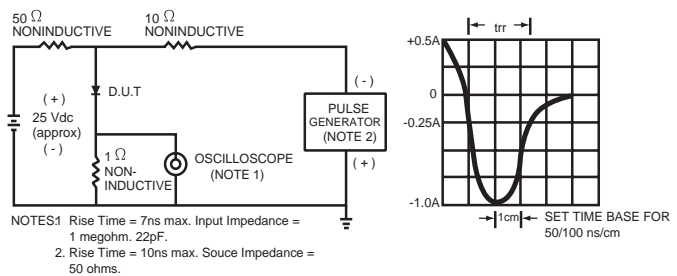 50 Ω
NONINDUCTIVE
10 Ω
NONINDUCTIVE
( + )
25 Vdc
(approx)
( - )
D.U.T
1 Ω
NON-
INDUCTIVE
OSCILLOSCOPE
(NOTE 1)
( - )
PULSE
GENERATOR
(NOTE 2)
( + )
NOTES:1 Rise Time = 7ns max. Input Impedance =
1 megohm. 22pF.
2. Rise Time = 10ns max. Souce Impedance =
50 ohms.
trr
+0.5A
0
-0.25A
-1.0A
1cm
SET TIME BASE FOR
50/100 ns/cm